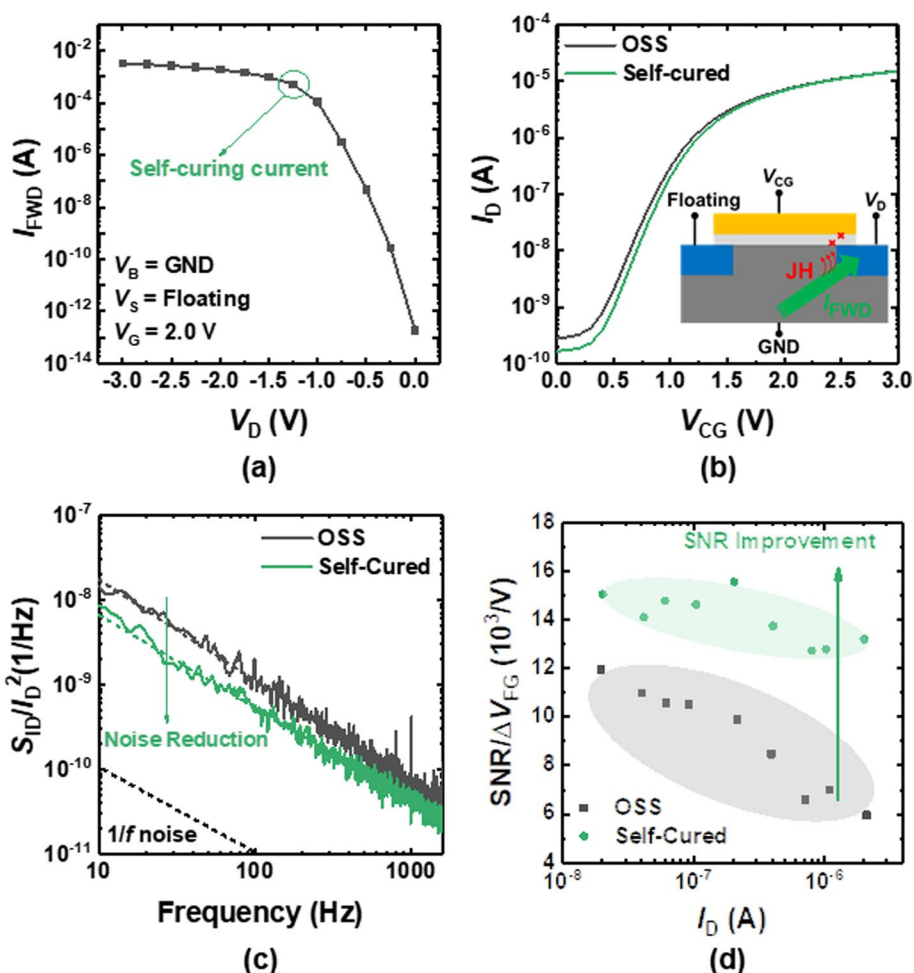 (a)
10⁻²
10⁻⁴
10⁻⁶
10⁻⁸
10⁻¹⁰
10⁻¹²
10⁻¹⁴
I_FWD (A)
Self-curing current
V_B = GND
V_S = Floating
V_G = 2.0 V
-3.0 -2.5 -2.0 -1.5 -1.0 -0.5 0.0
V_D (V)
(a)
(b)
10⁻⁴
10⁻⁵
10⁻⁶
10⁻⁷
10⁻⁸
10⁻⁹
10⁻¹⁰
I_D (A)
OSS
Self-cured
Floating
V_CG
V_D
JH
I_FWD
GND
0.0 0.5 1.0 1.5 2.0 2.5 3.0
V_CG (V)
(b)
10⁻⁷
10⁻⁸
10⁻⁹
10⁻¹⁰
10⁻¹¹
S_ID/I_D²(1/Hz)
OSS
Self-Cured
Noise Reduction
1/f noise
10 100 1000
Frequency (Hz)
(c)
18
16
14
12
10
8
6
4
SNR/ΔV_FG (10³/V)
SNR Improvement
OSS
Self-Cured
10⁻⁸ 10⁻⁷ 10⁻⁶
I_D (A)
(d)